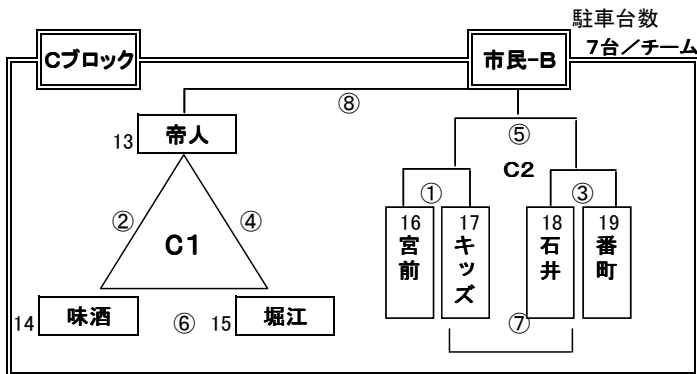 駐車台数
Cブロック
市民-B
7台／チーム
⑧
13
帝人
⑤
C2
②
④
C1
①
③
16
宮前
17
キッズ
18
石井
19
番町
14
味酒
⑥
15
堀江
⑦